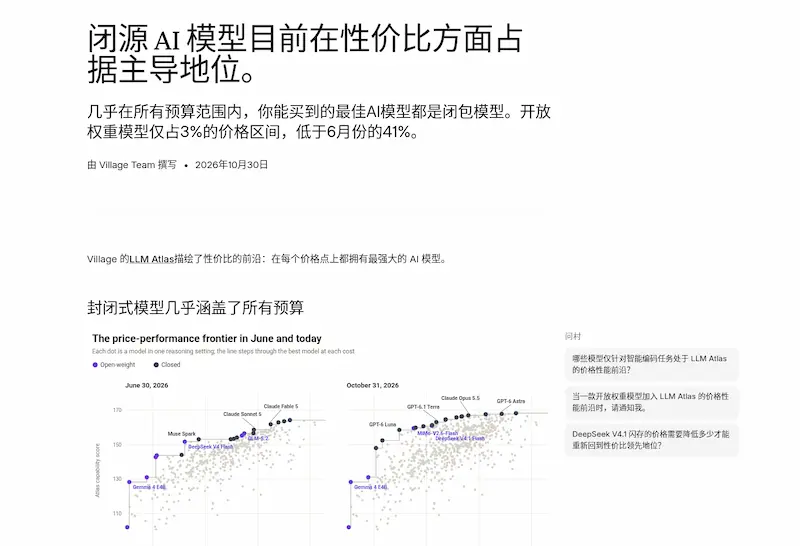 闭源 AI 模型目前在性价比方面占
据主导地位。
几乎在所有预算范围内，你能买到的最佳AI模型都是闭包模型。开放
权重模型仅占3%的价格区间，低于6月份的41%。
由 Village Team 撰写 • 2026年10月30日
Village 的LLM Atlas描绘了性价比的前沿：在每个价格点上都拥有最强大的 AI 模型。
封闭式模型几乎涵盖了所有预算
The price-performance frontier in June and today
Each dot is a model in one reasoning setting; the line steps through the best model at each cost
Open-weight Closed
June 30, 2026
170
150
130
110
Atlas capability score
Claude Fable 5
Claude Sonnet 5
Muse Spark
DeepSeek V4 Flash
GLM-5.2
Gemma 4 E4B
October 31, 2026
Claude Opus 5.5
GPT-6 Astra
GPT-6.1 Terra
GPT-6 Luna
MiMo-V2.6-Flash
DeepSeek V4.1 Flash
Gemma 4 E4B
问村
哪些模型仅针对智能编码任务处于 LLM Atlas
的价格性能前沿？
当一款开放权重模型加入 LLM Atlas 的价格性
能前沿时，请通知我。
DeepSeek V4.1 闪存的价格需要降低多少才能
重新回到性价比领先地位？